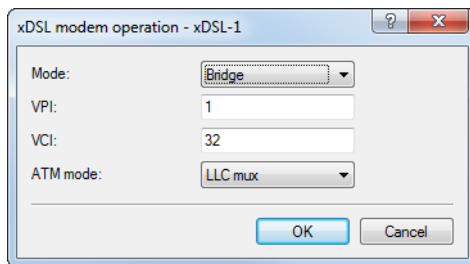 xDSL modem operation - xDSL-1
Mode: Bridge
VPI: 1
VCI: 32
ATM mode: LLC mux
OK Cancel